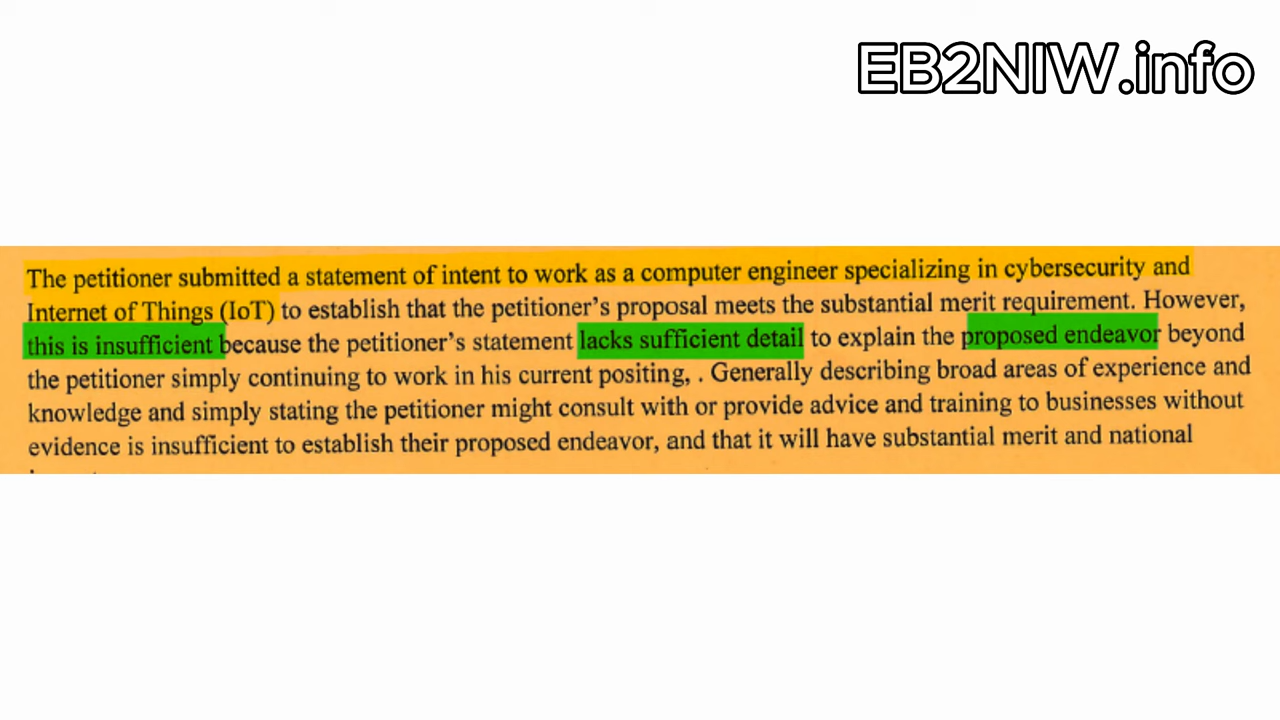 EB2NIW.info
The petitioner submitted a statement of intent to work as a computer engineer specializing in cybersecurity and
Internet of Things (IoT) to establish that the petitioner's proposal meets the substantial merit requirement. However,
this is insufficient because the petitioner's statement lacks sufficient detail to explain the proposed endeavor beyond
the petitioner simply continuing to work in his current positing, . Generally describing broad areas of experience and
knowledge and simply stating the petitioner might consult with or provide advice and training to businesses without
evidence is insufficient to establish their proposed endeavor, and that it will have substantial merit and national